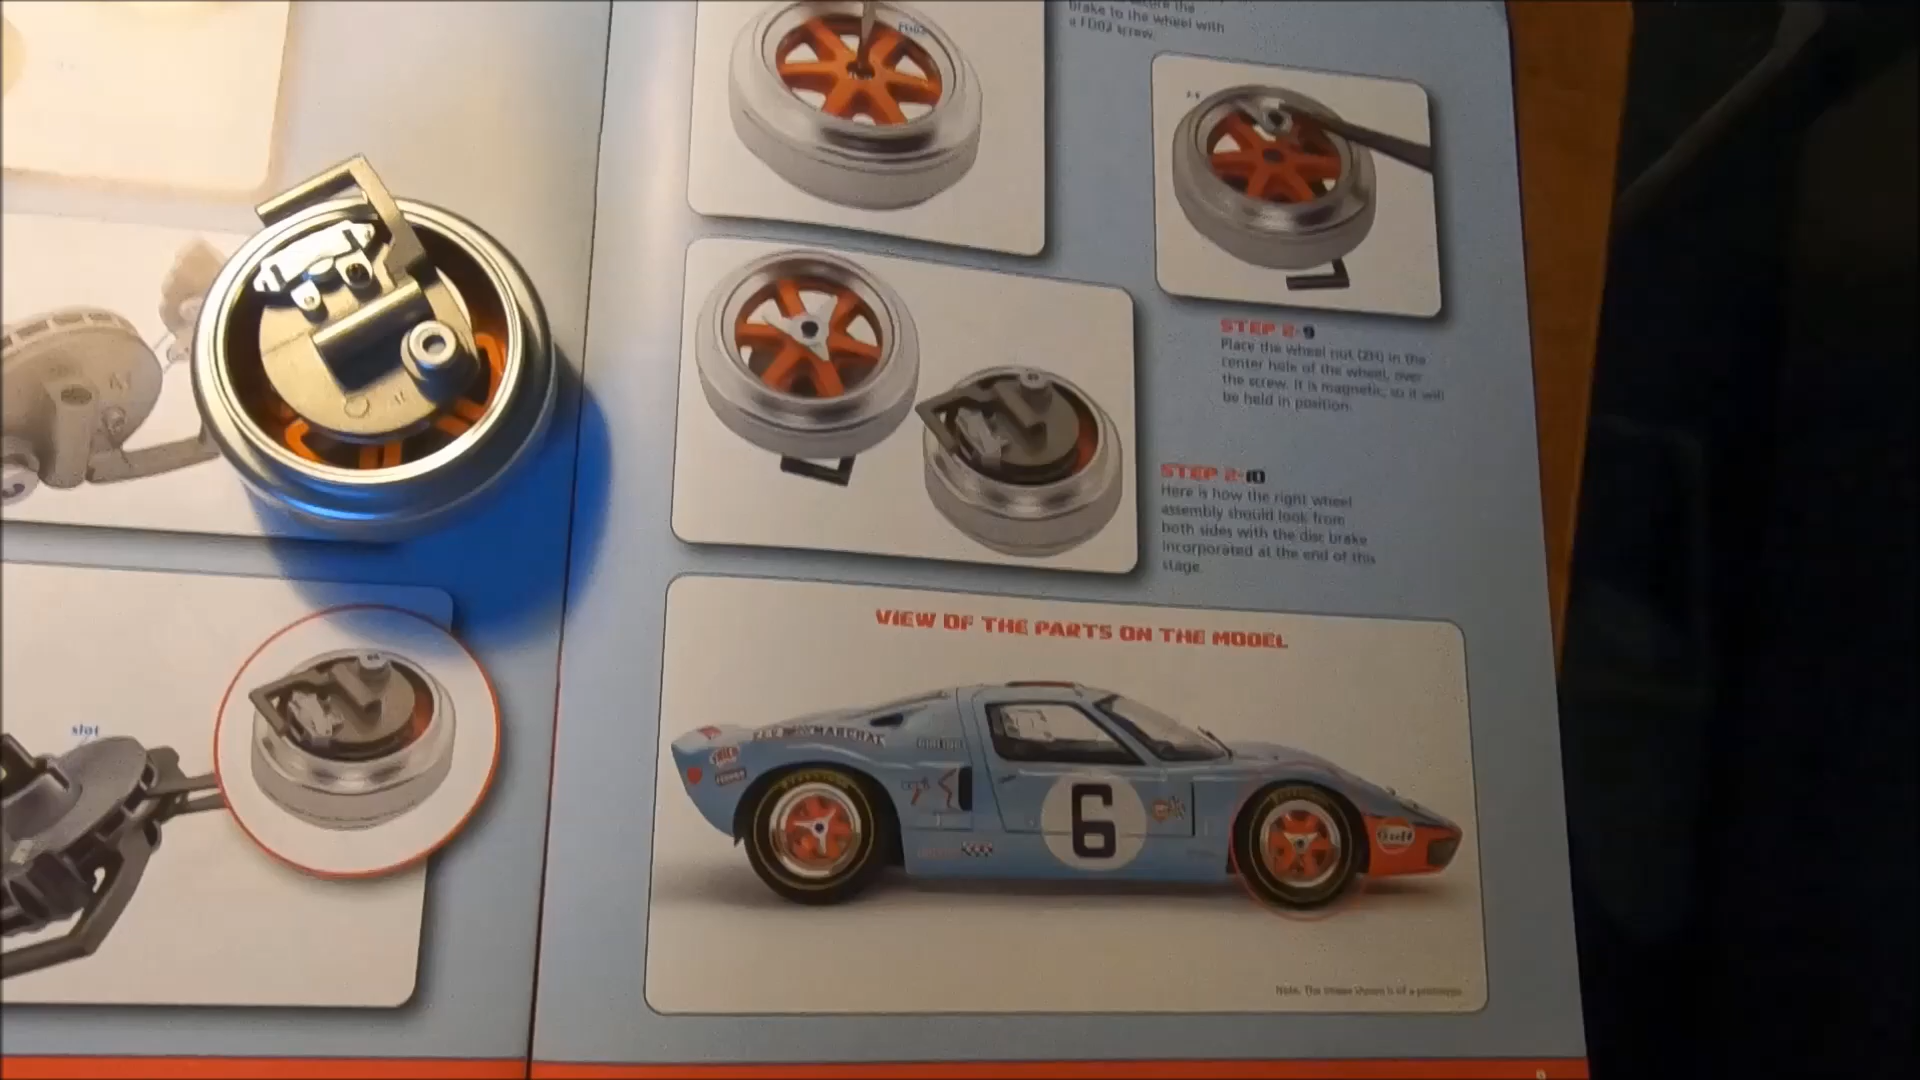 slot
brake to the wheel with
a FD03 screw.
STEP 2-9
Place the wheel nut (2H) in the
center hole of the wheel, over
the screw. It is magnetic, so it will
be held in position.
STEP 2-10
Here is how the right wheel
assembly should look from
both sides with the disc brake
incorporated at the end of this
stage.
VIEW OF THE PARTS ON THE MODEL
MARCHAL
6
Gulf
Note: The image shown is of a prototype
9